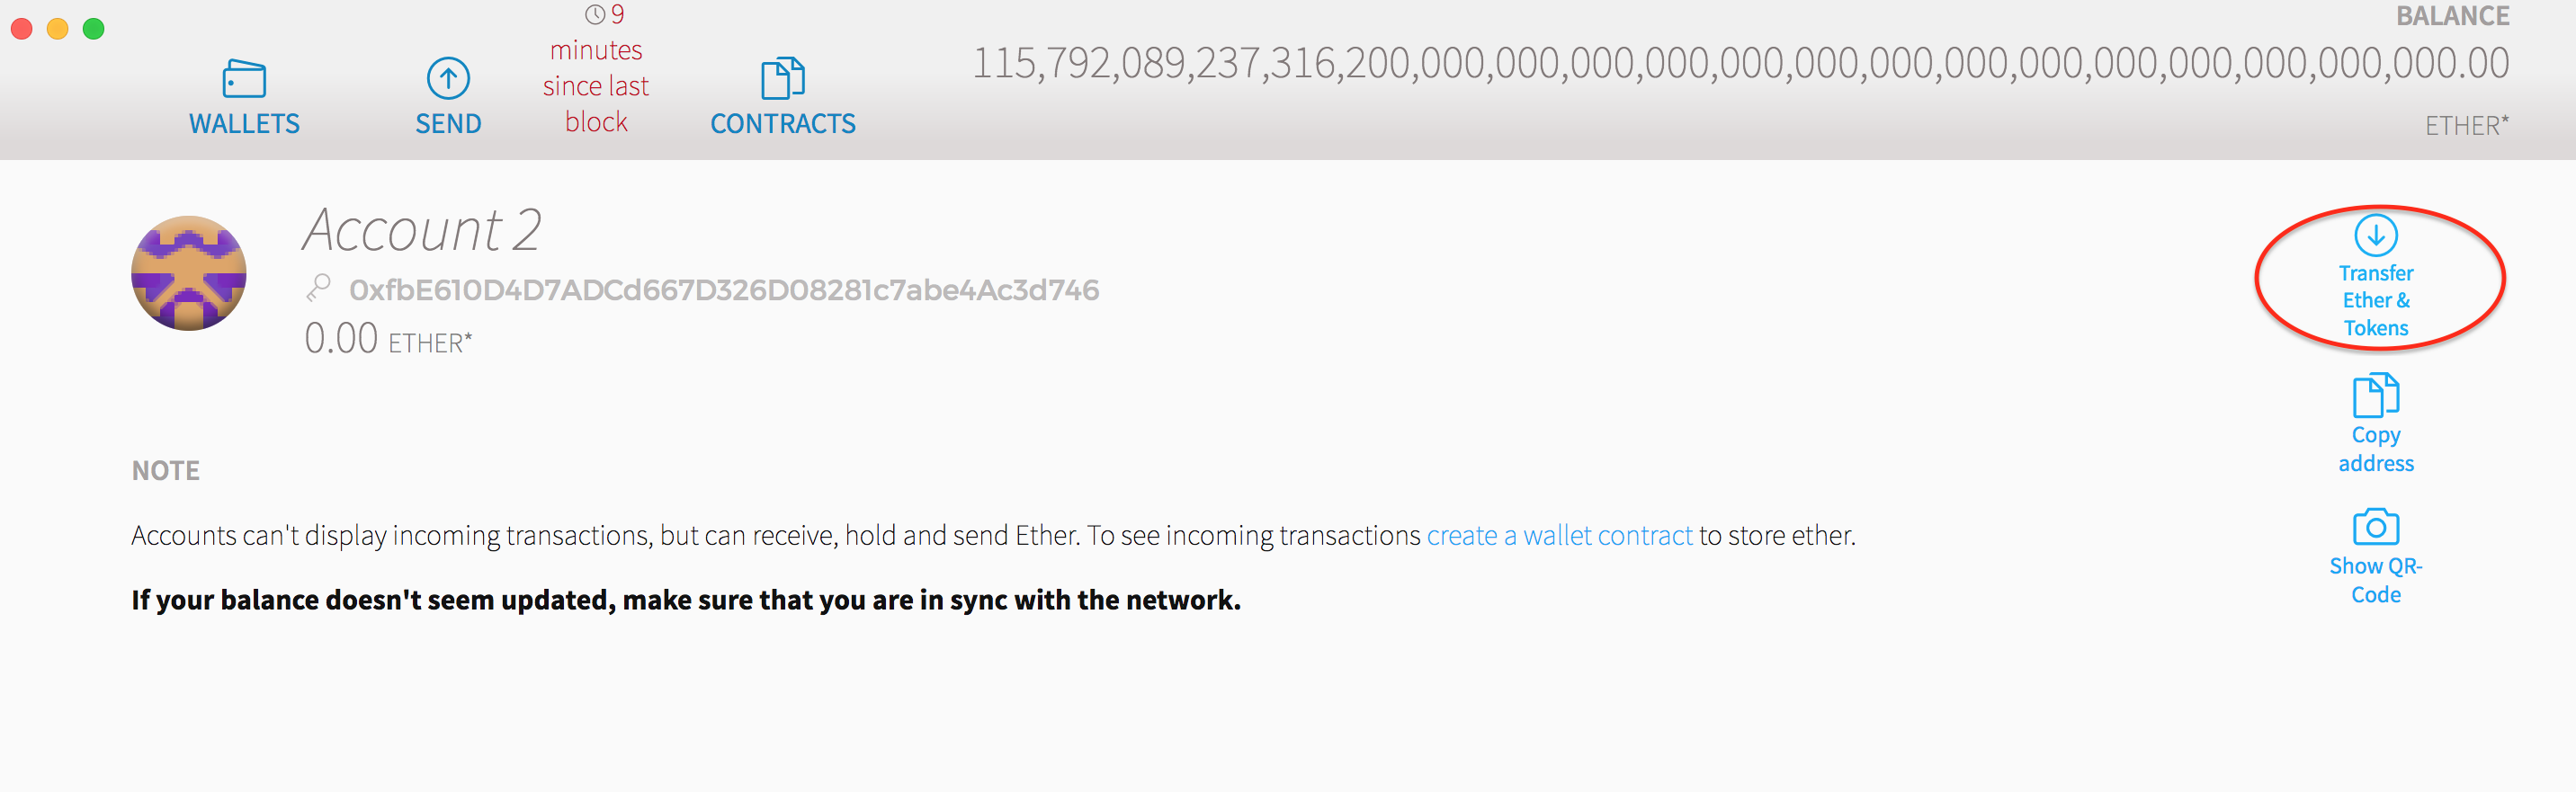 BALANCE
9
minutes
since last
block
115,792,089,237,316,200,000,000,000,000,000,000,000,000,000,000,000,000,000,000.00
WALLETS
SEND
CONTRACTS
ETHER*
Account 2
0xfbE610D4D7ADCd667D326D08281c7abe4Ac3d746
0.00 ETHER*
Transfer
Ether &
Tokens
Copy
address
Show QR-
Code
NOTE
Accounts can't display incoming transactions, but can receive, hold and send Ether. To see incoming transactions create a wallet contract to store ether.
If your balance doesn't seem updated, make sure that you are in sync with the network.